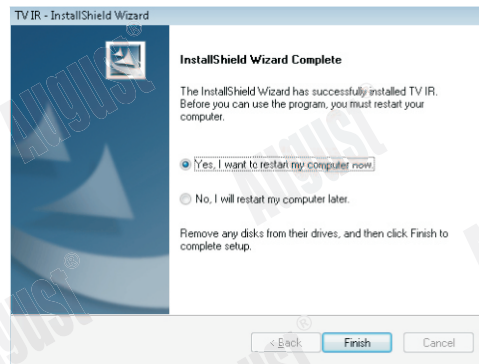 TV IR - InstallShield Wizard
InstallShield Wizard Complete
The InstallShield Wizard has successfully installed TV IR.
Before you can use the program, you must restart your
computer.
Yes, I want to restart my computer now.
No, I will restart my computer later.
Remove any disks from their drives, and then click Finish to
complete setup.
< Back Finish Cancel
August®
August
August
August®
August®